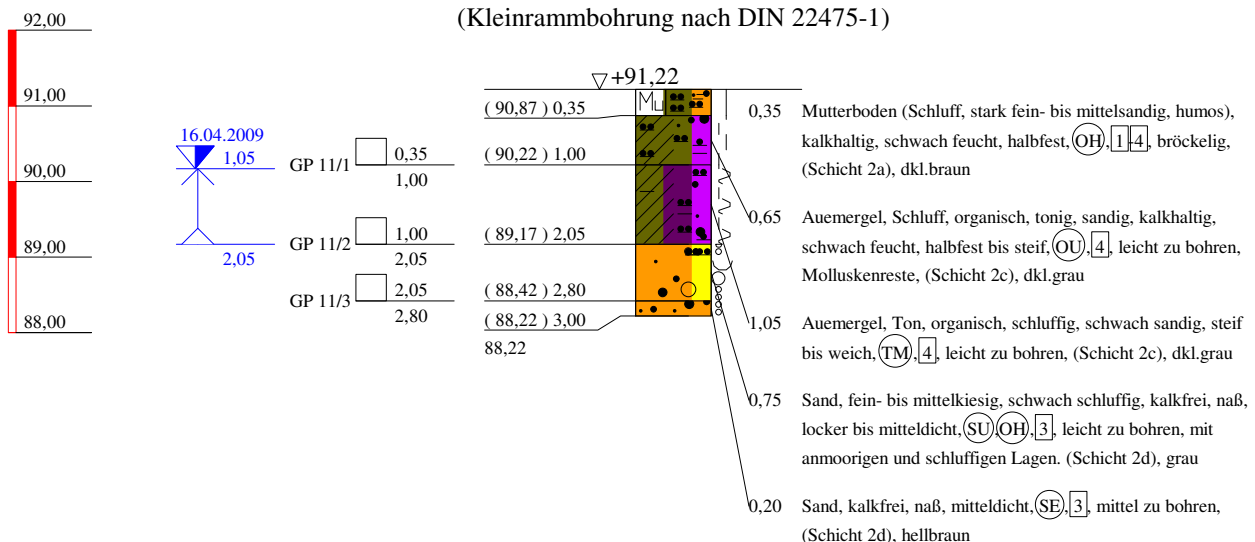 (Kleinrammbohrung nach DIN 22475-1)
92,00
91,00
90,00
89,00
88,00
16.04.2009
1,05
2,05
GP 11/1
0,35
1,00
GP 11/2
1,00
2,05
GP 11/3
2,05
2,80
+91,22
( 90,87 ) 0,35
( 90,22 ) 1,00
( 89,17 ) 2,05
( 88,42 ) 2,80
( 88,22 ) 3,00
88,22
Mu
0,35 Mutterboden (Schluff, stark fein- bis mittelsandig, humos),
kalkhaltig, schwach feucht, halbfest, OH, 1-4, bröckelig,
(Schicht 2a), dkl.braun
0,65 Auemergel, Schluff, organisch, tonig, sandig, kalkhaltig,
schwach feucht, halbfest bis steif, OU, 4, leicht zu bohren,
Molluskenreste, (Schicht 2c), dkl.grau
1,05 Auemergel, Ton, organisch, schluffig, schwach sandig, steif
bis weich, TM, 4, leicht zu bohren, (Schicht 2c), dkl.grau
0,75 Sand, fein- bis mittelkiesig, schwach schluffig, kalkfrei, naß,
locker bis mitteldicht, SU, OH, 3, leicht zu bohren, mit
anmoorigen und schluffigen Lagen. (Schicht 2d), grau
0,20 Sand, kalkfrei, naß, mitteldicht, SE, 3, mittel zu bohren,
(Schicht 2d), hellbraun